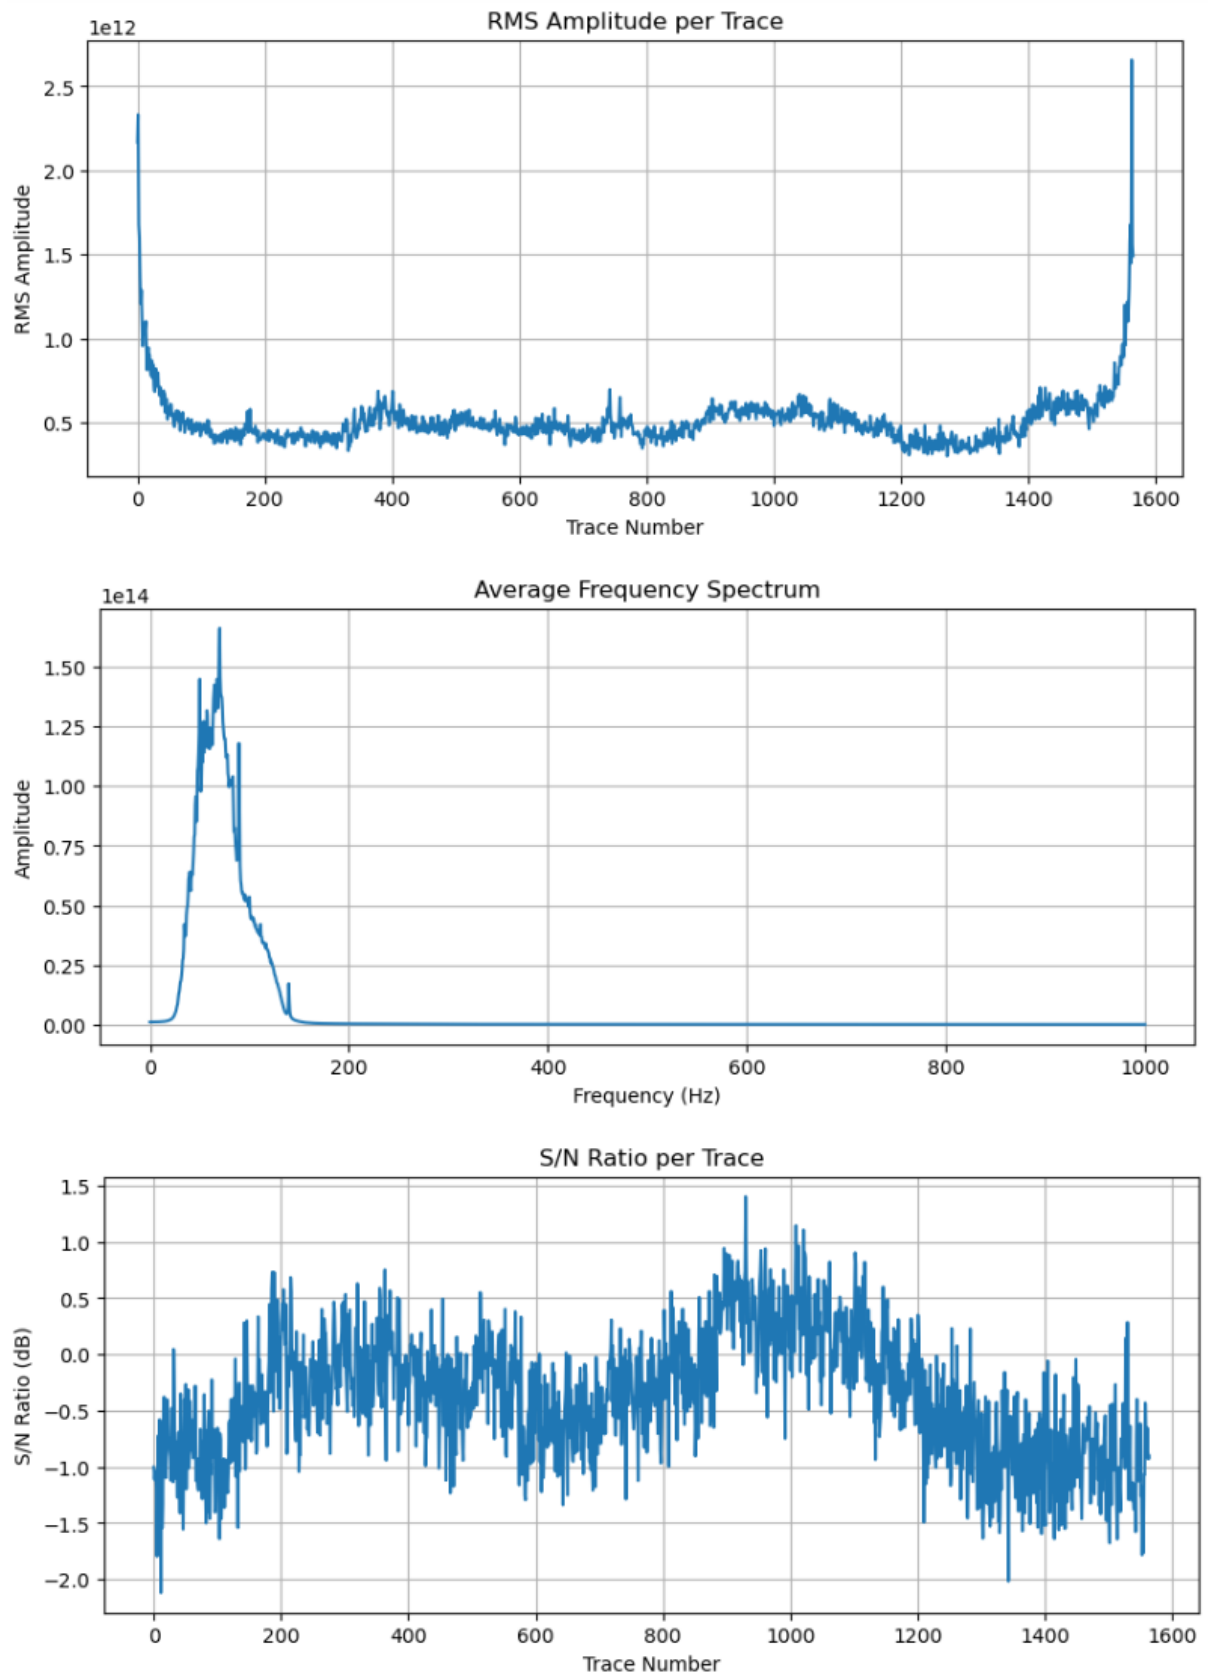 RMS Amplitude per Trace
1e12
2.5
2.0
1.5
1.0
0.5
RMS Amplitude
0 200 400 600 800 1000 1200 1400 1600
Trace Number
Average Frequency Spectrum
1e14
1.50
1.25
1.00
0.75
0.50
0.25
0.00
Amplitude
0 200 400 600 800 1000
Frequency (Hz)
S/N Ratio per Trace
1.5
1.0
0.5
0.0
−0.5
−1.0
−1.5
−2.0
S/N Ratio (dB)
0 200 400 600 800 1000 1200 1400 1600
Trace Number